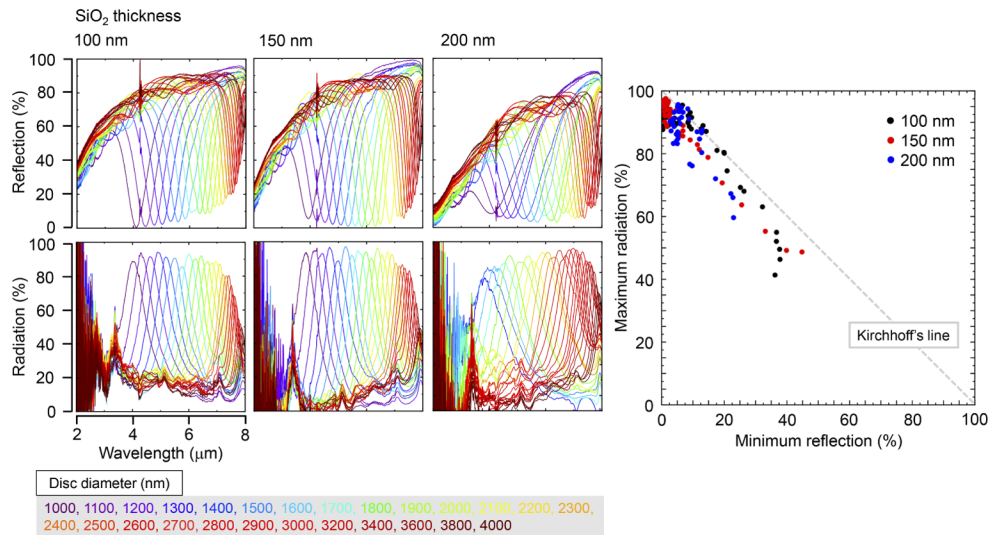 SiO2 thickness
100 nm
150 nm
200 nm
Reflection (%)
100
80
60
40
20
0
Radiation (%)
100
80
60
40
20
0
2
4
6
8
Wavelength (μm)
Maximum radiation (%)
100
80
60
40
20
0
0
20
40
60
80
100
Minimum reflection (%)
100 nm
150 nm
200 nm
Kirchhoff's line
Disc diameter (nm)
1000, 1100, 1200, 1300, 1400, 1500, 1600, 1700, 1800, 1900, 2000, 2100, 2200, 2300,
2400, 2500, 2600, 2700, 2800, 2900, 3000, 3200, 3400, 3600, 3800, 4000